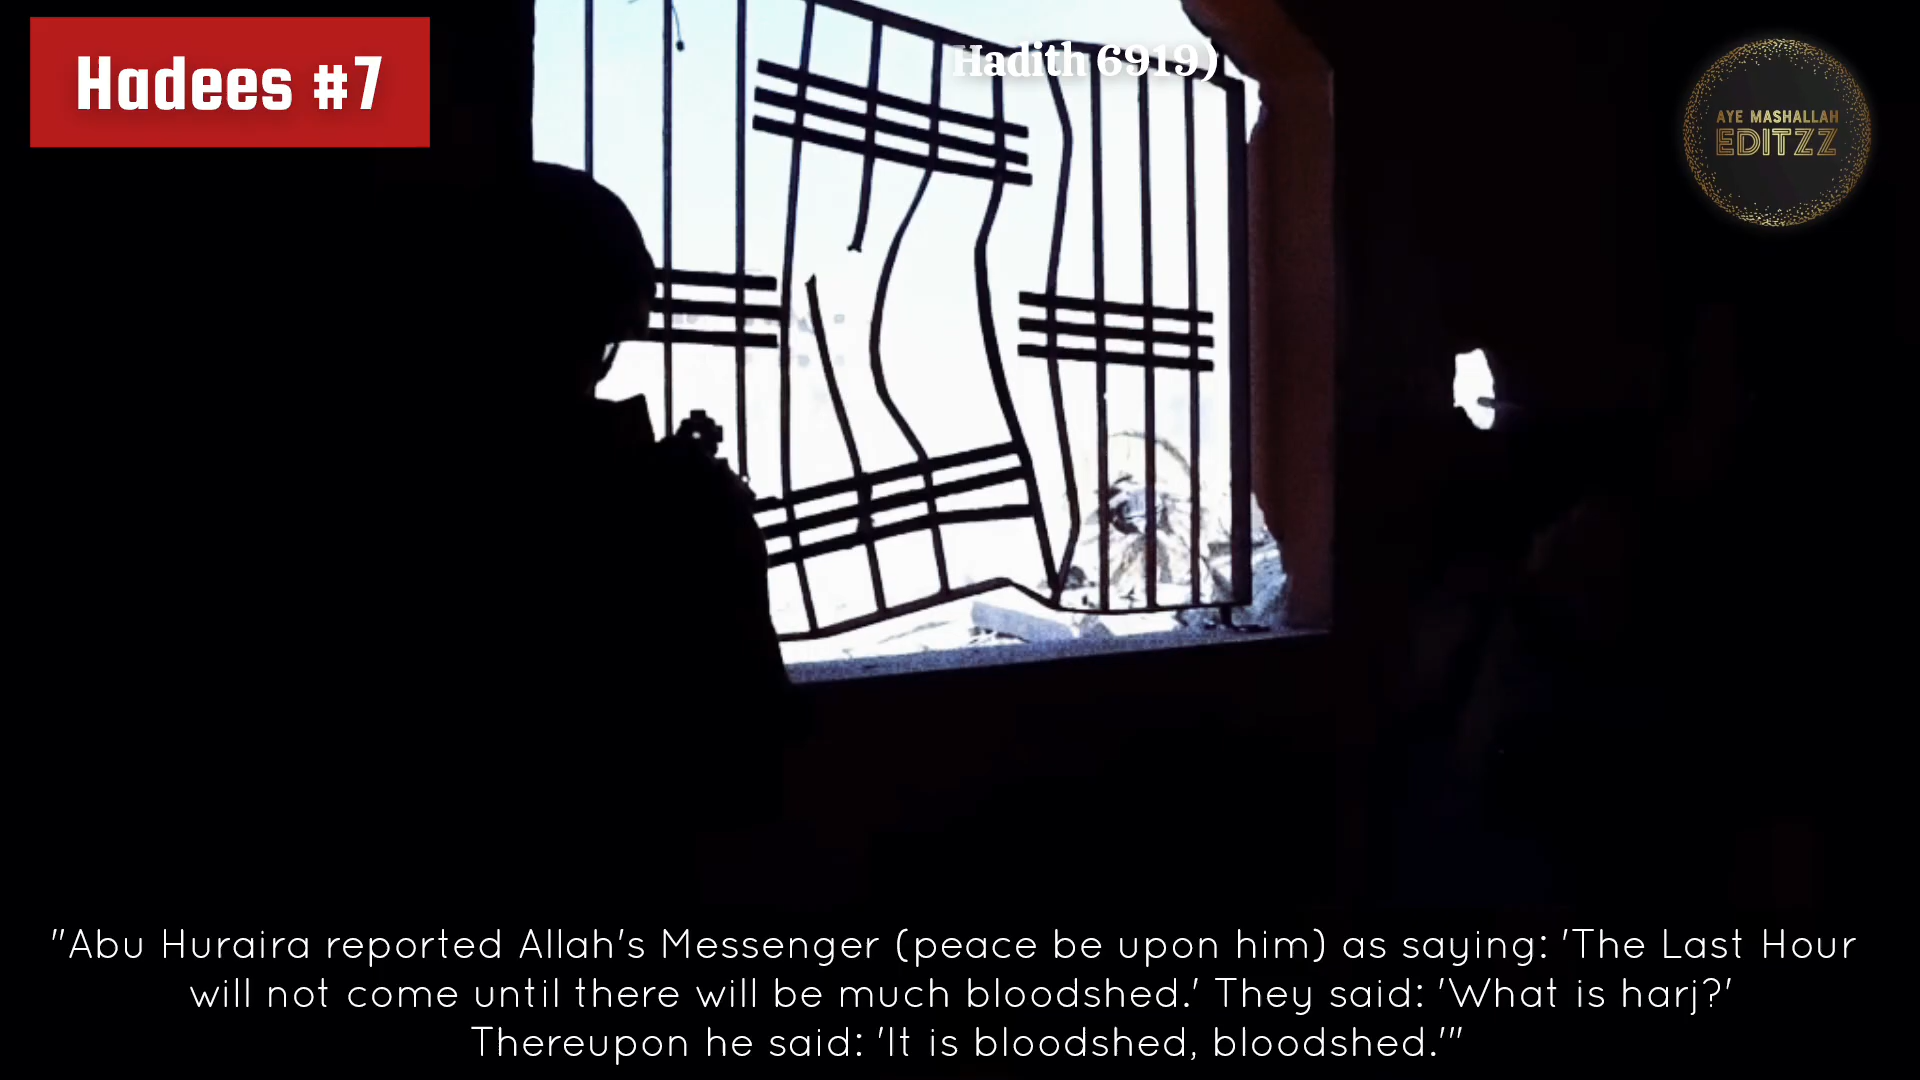 Hadees #7
Hadith 6919)
AYE MASHALLAH
EDITZZ
"Abu Huraira reported Allah's Messenger (peace be upon him) as saying: 'The Last Hour
will not come until there will be much bloodshed.' They said: 'What is harj?'
Thereupon he said: 'It is bloodshed, bloodshed.'"